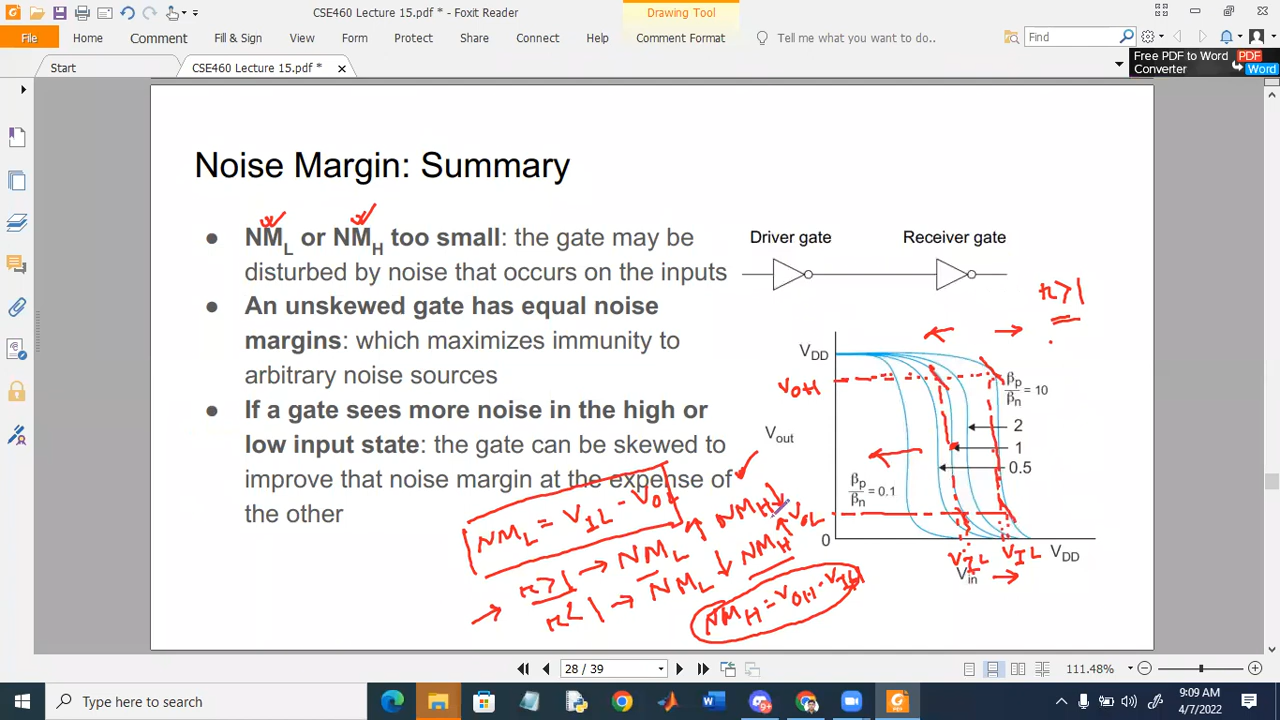 CSE460 Lecture 15.pdf * - Foxit Reader
Drawing Tool
File Home Comment Fill & Sign View Form Protect Share Connect Help Comment Format Tell me what you want to do.. Find
Start CSE460 Lecture 15.pdf *
Free PDF to Word Converter PDF Word
Noise Margin: Summary
● NML or NMH too small: the gate may be
disturbed by noise that occurs on the inputs
● An unskewed gate has equal noise
margins: which maximizes immunity to
arbitrary noise sources
● If a gate sees more noise in the high or
low input state: the gate can be skewed to
improve that noise margin at the expense of
the other
Driver gate Receiver gate
r>1
VDD
VOH
βp/βn = 10
2
Vout
1
0.5
βp/βn = 0.1
VOL
0
VIL VIL VDD
Vin
NML = VIL - VOL
r>1 → NML ↑ NMH ↓
r<1 → NML ↓ NMH ↑
28 / 39
111.48%
Type here to search
9:09 AM
4/7/2022